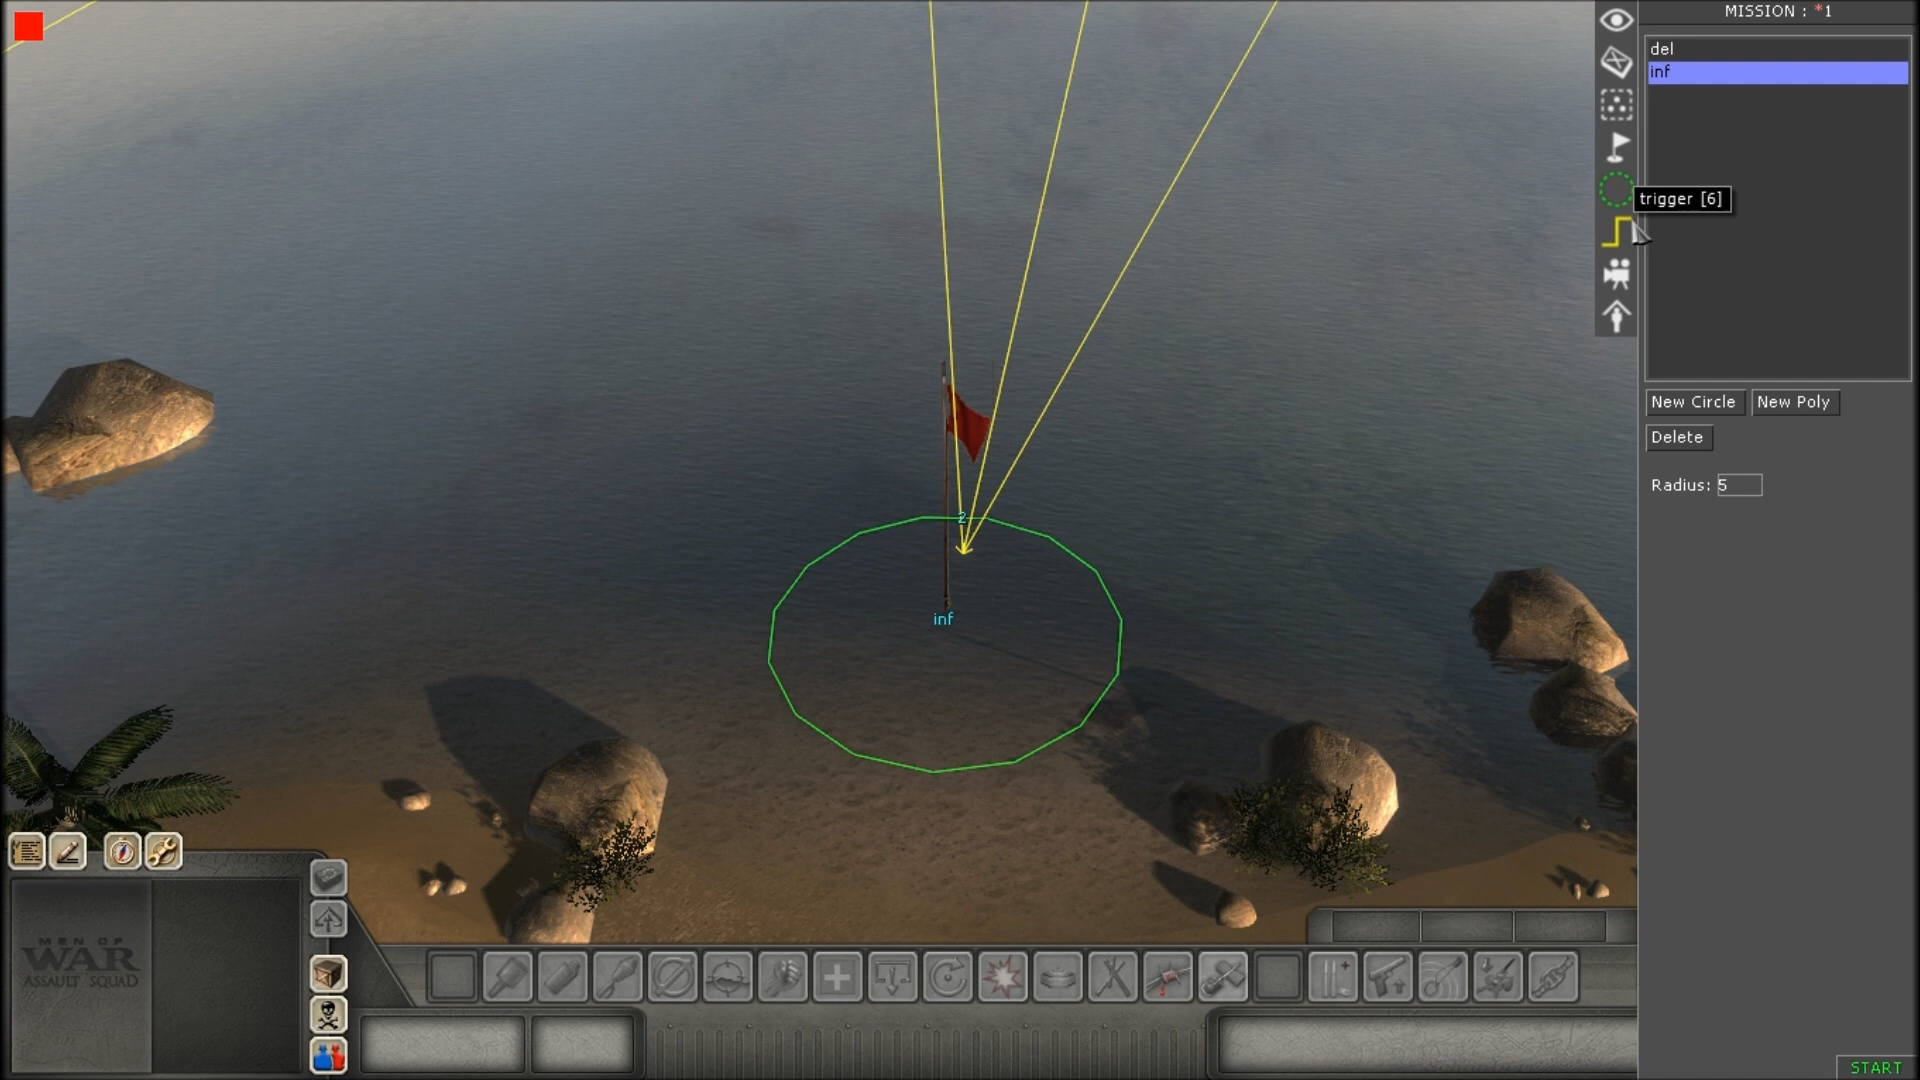 MISSION : *1
del
inf
trigger [6]
New Circle
New Poly
Delete
Radius: 5
2
inf
MEN OF
WAR
ASSAULT SQUAD
START